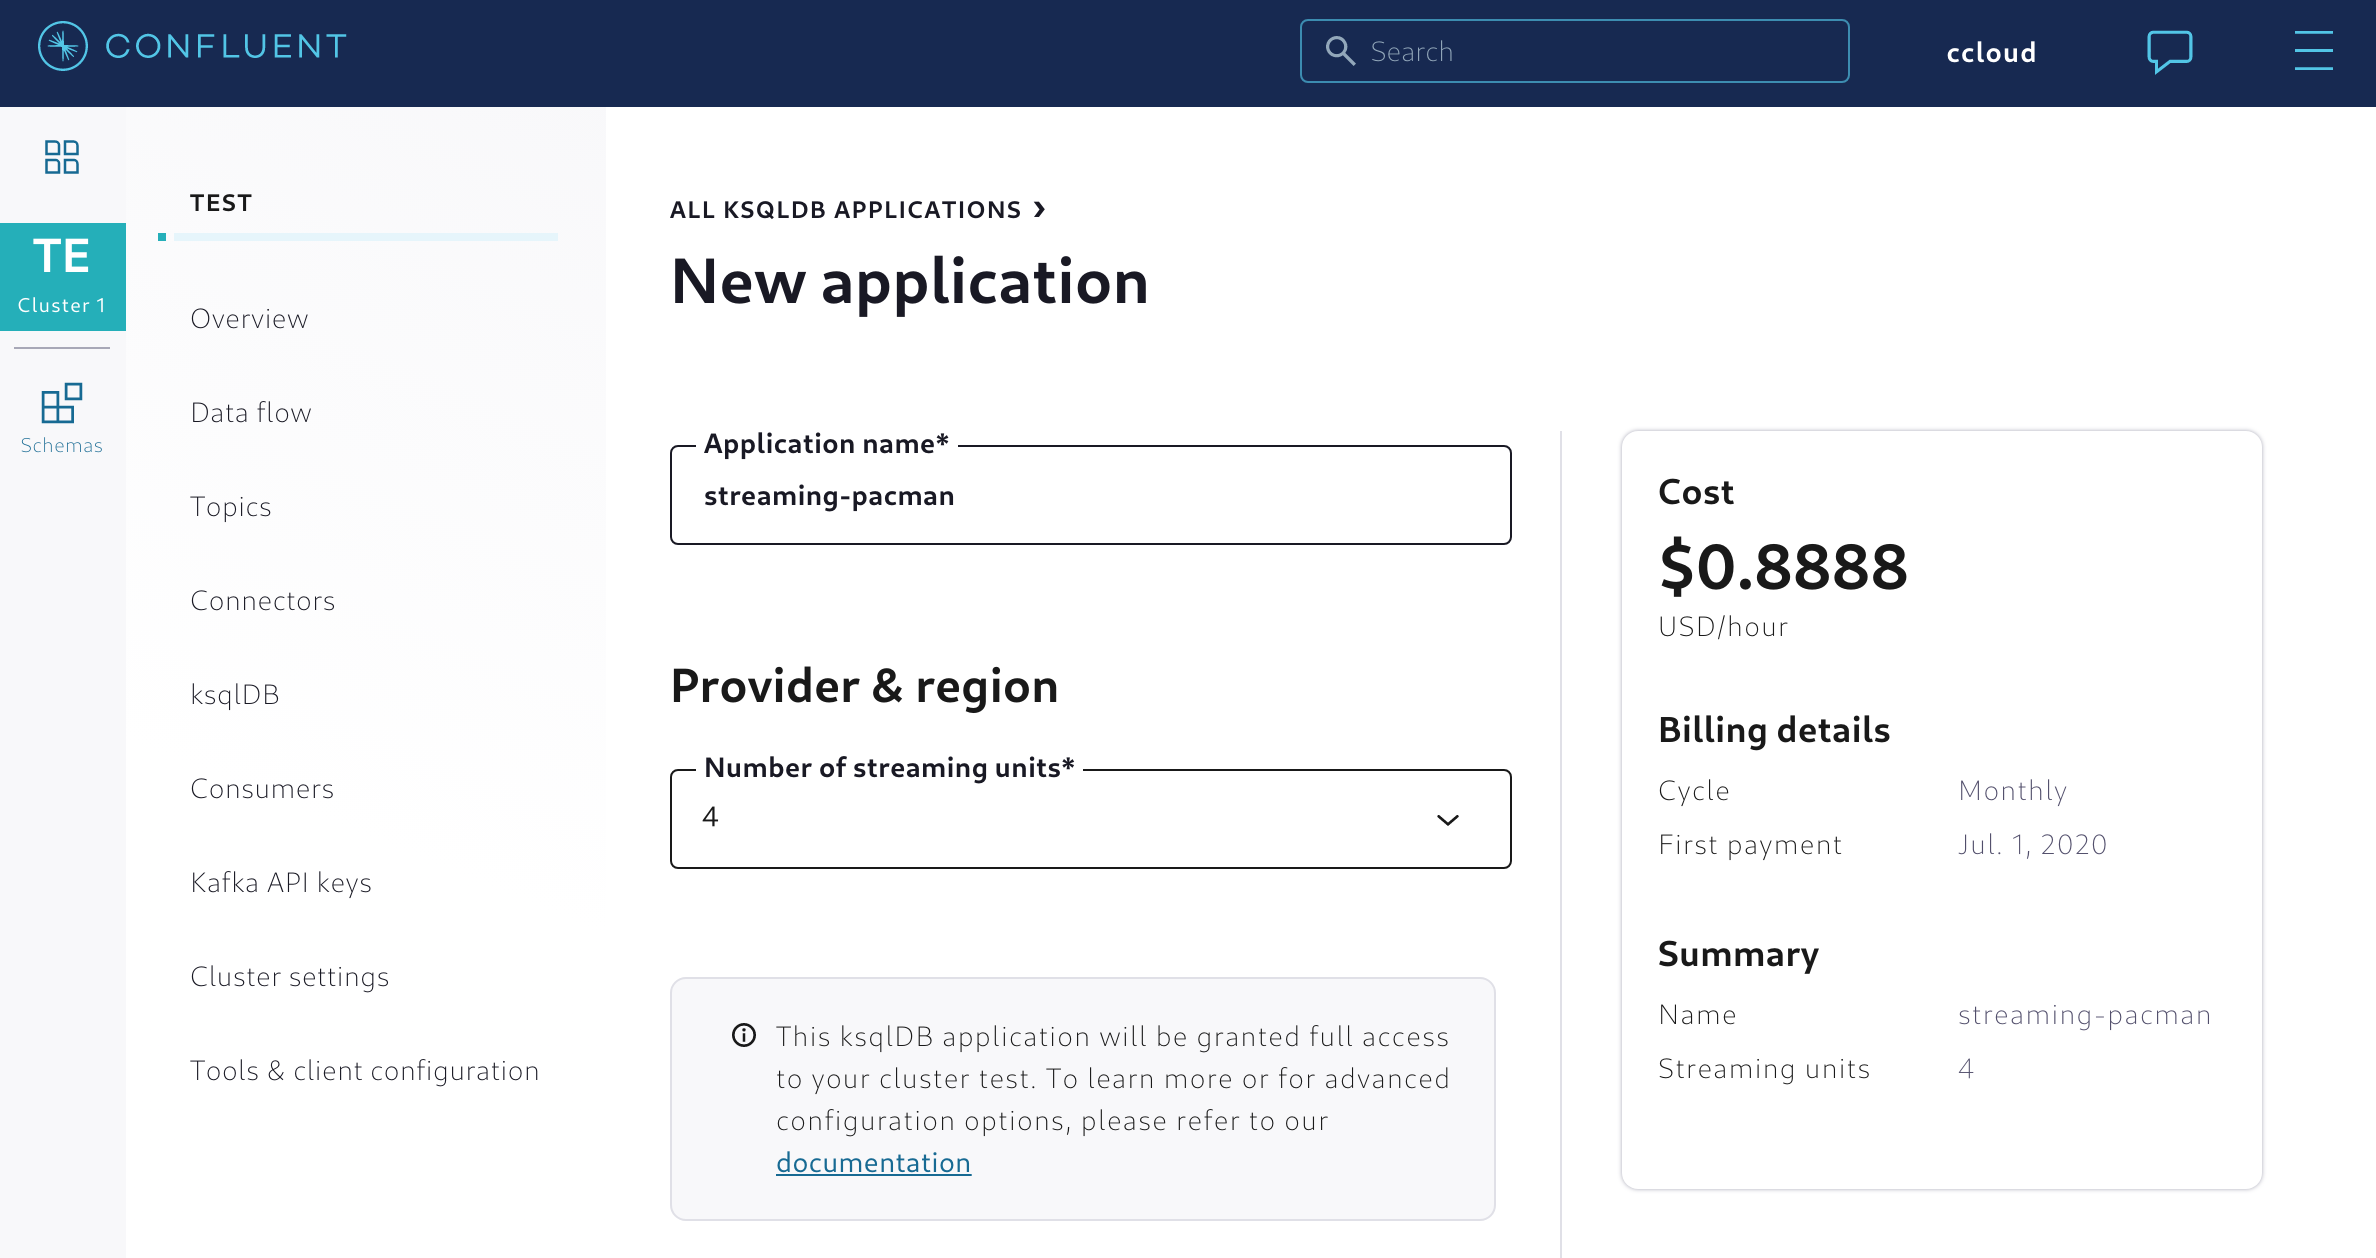 CONFLUENT
Search
ccloud
TE
Cluster 1
Schemas
TEST
Overview
Data flow
Topics
Connectors
ksqlDB
Consumers
Kafka API keys
Cluster settings
Tools & client configuration
ALL KSQLDB APPLICATIONS ›
New application
Application name*
streaming-pacman
Provider & region
Number of streaming units*
4
This ksqlDB application will be granted full access
to your cluster test. To learn more or for advanced
configuration options, please refer to our
documentation
Cost
$0.8888
USD/hour
Billing details
Cycle Monthly
First payment Jul. 1, 2020
Summary
Name streaming-pacman
Streaming units 4